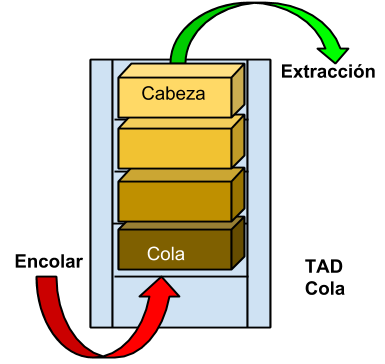 Extracción
Cabeza
Cola
Encolar
TAD
Cola